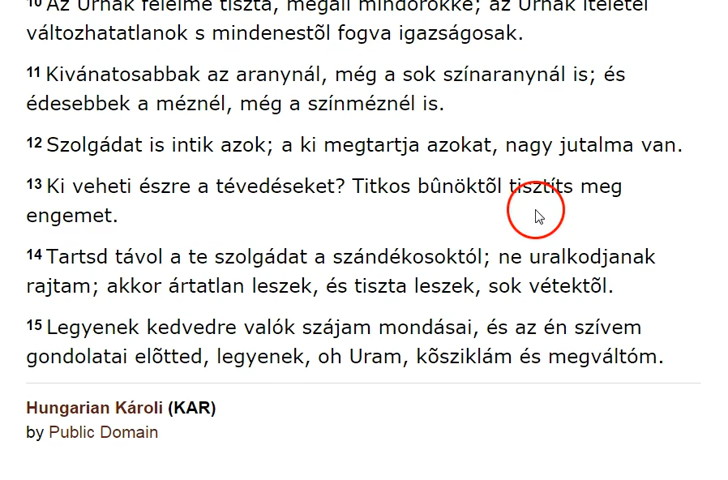 10 Az Úrnak félelme tiszta, megáll mindörökké; az Úrnak ítéletei
változhatatlanok s mindenestõl fogva igazságosak.
11 Kivánatosabbak az aranynál, még a sok színaranynál is; és
édesebbek a méznél, még a színméznél is.
12 Szolgádat is intik azok; a ki megtartja azokat, nagy jutalma van.
13 Ki veheti észre a tévedéseket? Titkos bûnöktõl tisztíts meg
engemet.
14 Tartsd távol a te szolgádat a szándékosoktól; ne uralkodjanak
rajtam; akkor ártatlan leszek, és tiszta leszek, sok vétektõl.
15 Legyenek kedvedre valók szájam mondásai, és az én szívem
gondolatai elõtted, legyenek, oh Uram, kõsziklám és megváltóm.
Hungarian Károli (KAR)
by Public Domain